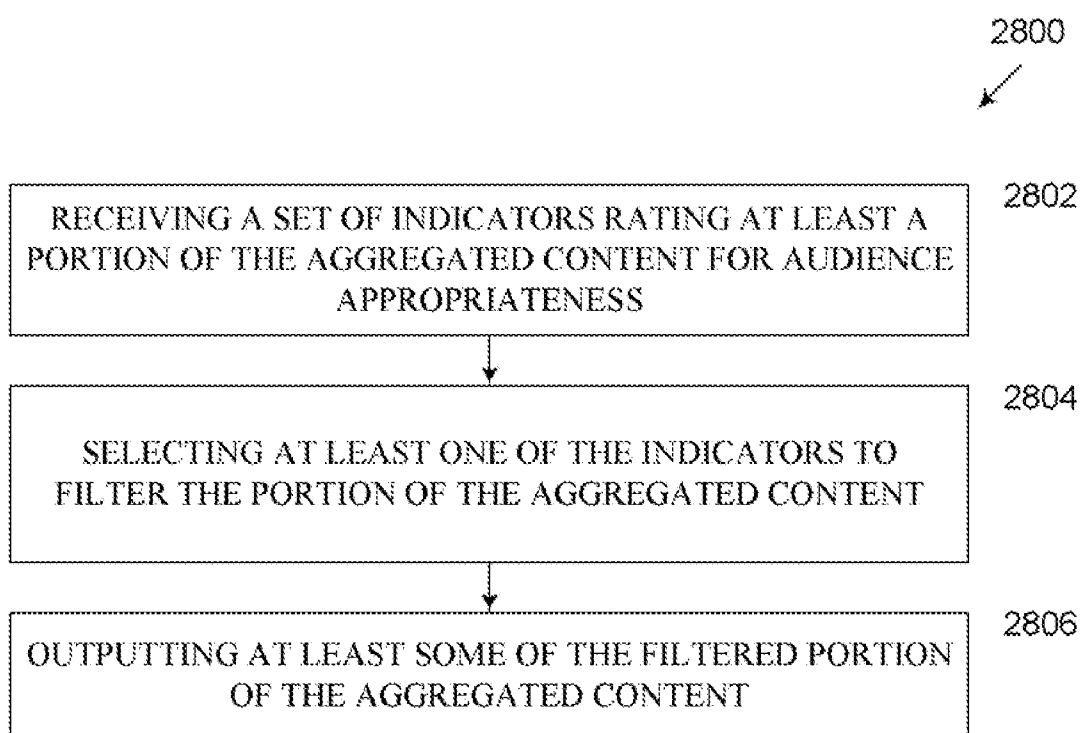 2800
2802
RECEIVING A SET OF INDICATORS RATING AT LEAST A
PORTION OF THE AGGREGATED CONTENT FOR AUDIENCE
APPROPRIATENESS
2804
SELECTING AT LEAST ONE OF THE INDICATORS TO
FILTER THE PORTION OF THE AGGREGATED CONTENT
2806
OUTPUTTING AT LEAST SOME OF THE FILTERED PORTION
OF THE AGGREGATED CONTENT